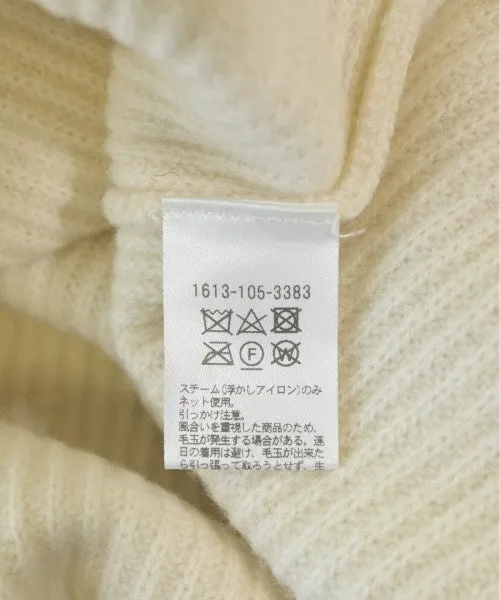 1613-105-3383
F W
スチーム(浮かしアイロン)のみ
ネット使用。
引っかけ注意。
風合いを重視した商品のため、
毛玉が発生する場合がある。連
日の着用は避け、毛玉が出来た
ら引っ張って取ろうとせず、生